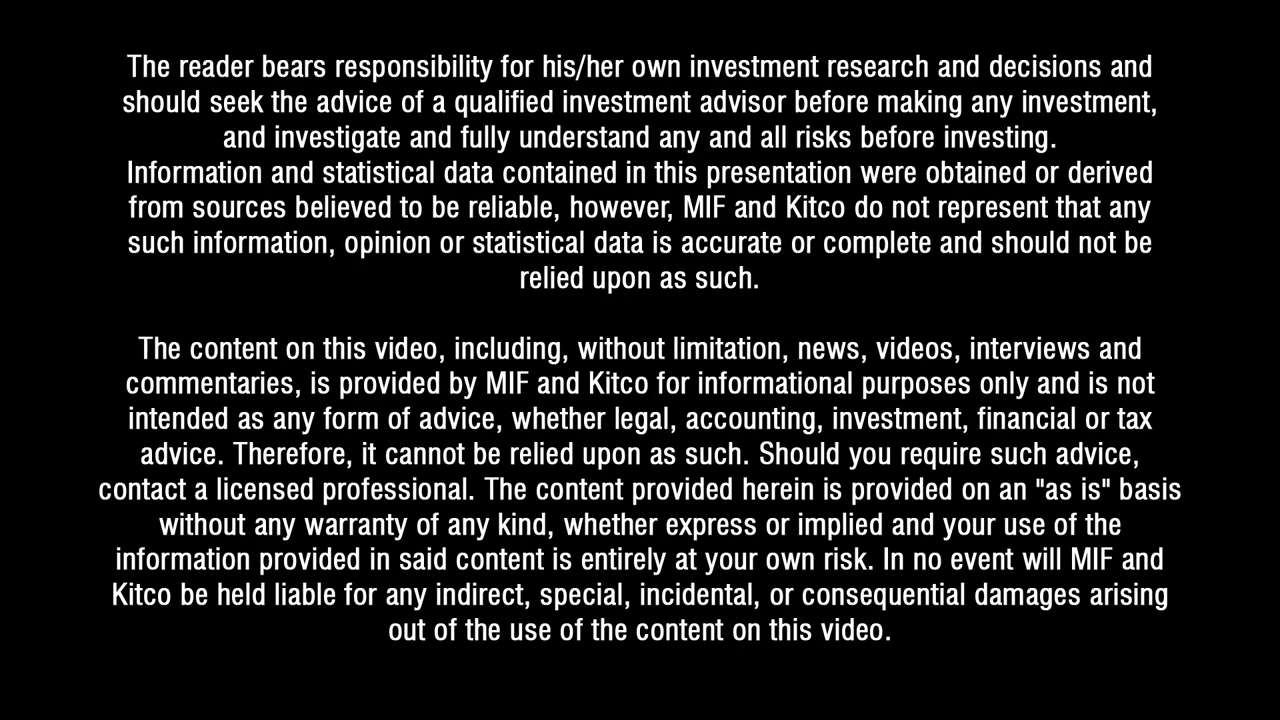 The reader bears responsibility for his/her own investment research and decisions and
should seek the advice of a qualified investment advisor before making any investment,
and investigate and fully understand any and all risks before investing.
Information and statistical data contained in this presentation were obtained or derived
from sources believed to be reliable, however, MIF and Kitco do not represent that any
such information, opinion or statistical data is accurate or complete and should not be
relied upon as such.
The content on this video, including, without limitation, news, videos, interviews and
commentaries, is provided by MIF and Kitco for informational purposes only and is not
intended as any form of advice, whether legal, accounting, investment, financial or tax
advice. Therefore, it cannot be relied upon as such. Should you require such advice,
contact a licensed professional. The content provided herein is provided on an "as is" basis
without any warranty of any kind, whether express or implied and your use of the
information provided in said content is entirely at your own risk. In no event will MIF and
Kitco be held liable for any indirect, special, incidental, or consequential damages arising
out of the use of the content on this video.